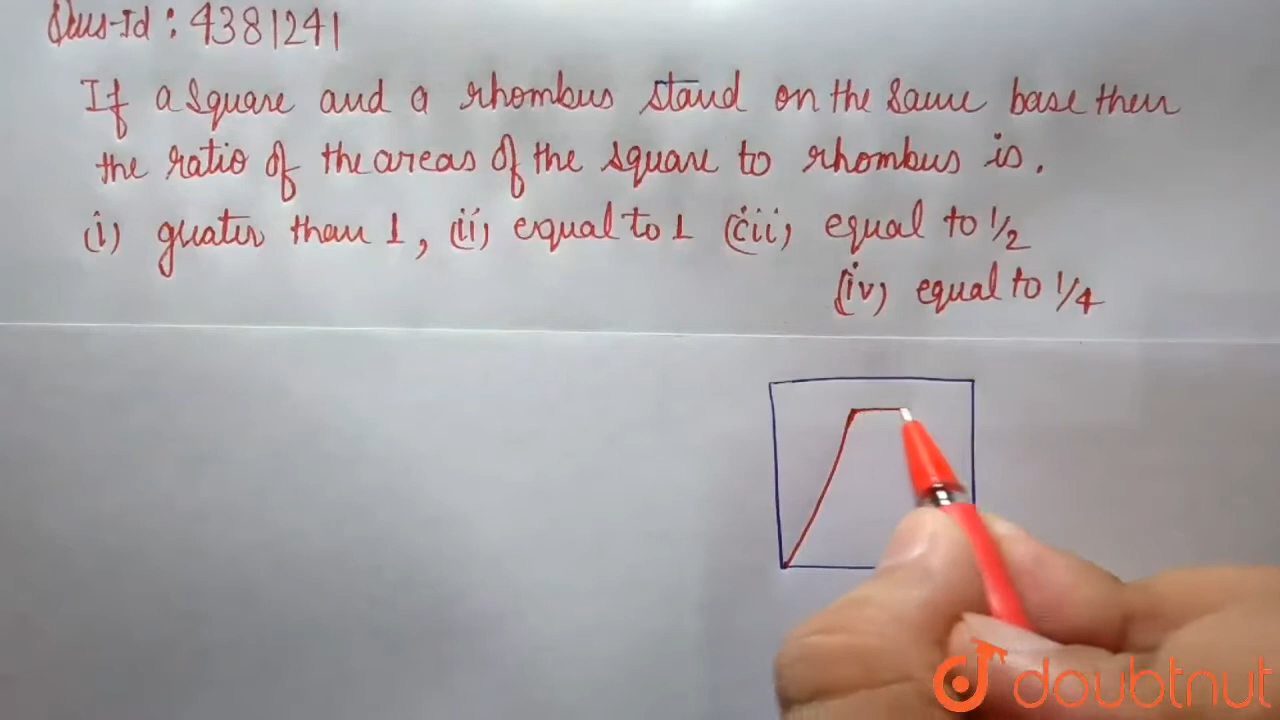 Qus-Id : 4381241
If a square and a rhombus stand on the same base then
the ratio of the areas of the square to rhombus is.
(i) greater than 1, (ii) equal to 1 (iii) equal to 1/2
(iv) equal to 1/4
doubtnut